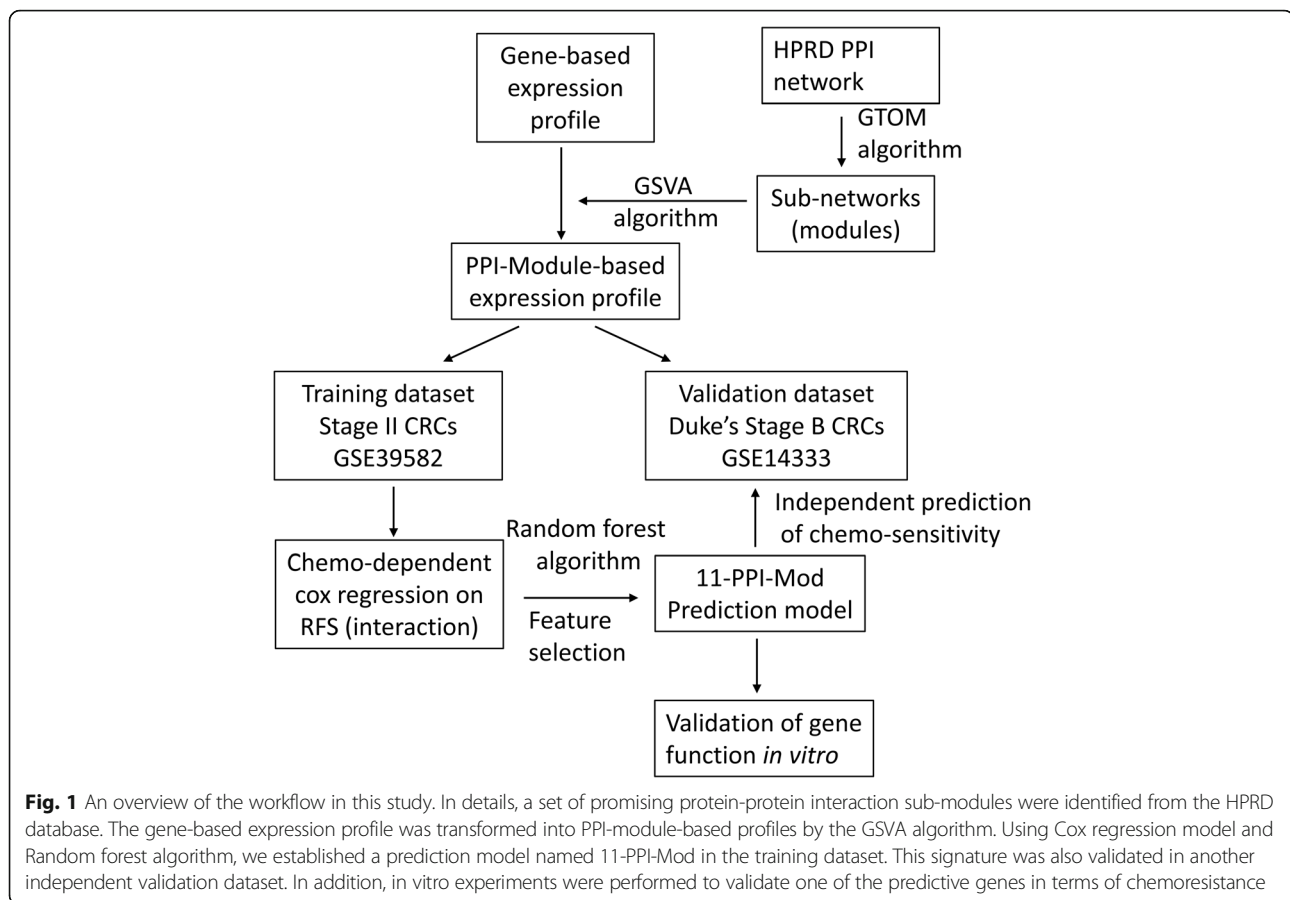 Gene-based
expression
profile
HPRD PPI
network
GTOM
algorithm
GSVA
algorithm
Sub-networks
(modules)
PPI-Module-based
expression profile
Training dataset
Stage II CRCs
GSE39582
Validation dataset
Duke's Stage B CRCs
GSE14333
Independent prediction
of chemo-sensitivity
Random forest
algorithm
Chemo-dependent
cox regression on
RFS (interaction)
Feature
selection
11-PPI-Mod
Prediction model
Validation of gene
function in vitro
Fig. 1 An overview of the workflow in this study. In details, a set of promising protein-protein interaction sub-modules were identified from the HPRD
database. The gene-based expression profile was transformed into PPI-module-based profiles by the GSVA algorithm. Using Cox regression model and
Random forest algorithm, we established a prediction model named 11-PPI-Mod in the training dataset. This signature was also validated in another
independent validation dataset. In addition, in vitro experiments were performed to validate one of the predictive genes in terms of chemoresistance